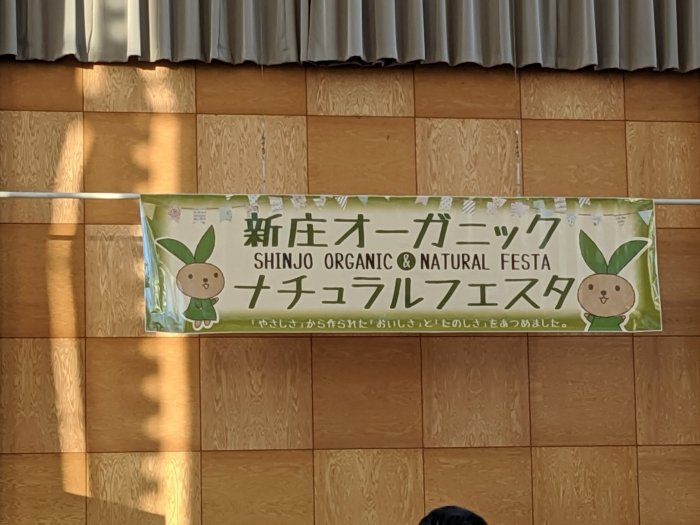 新庄オーガニック
SHINJO ORGANIC & NATURAL FESTA
ナチュラルフェスタ
「やさしさ」から作られた「おいしさ」と「たのしさ」をあつめました。